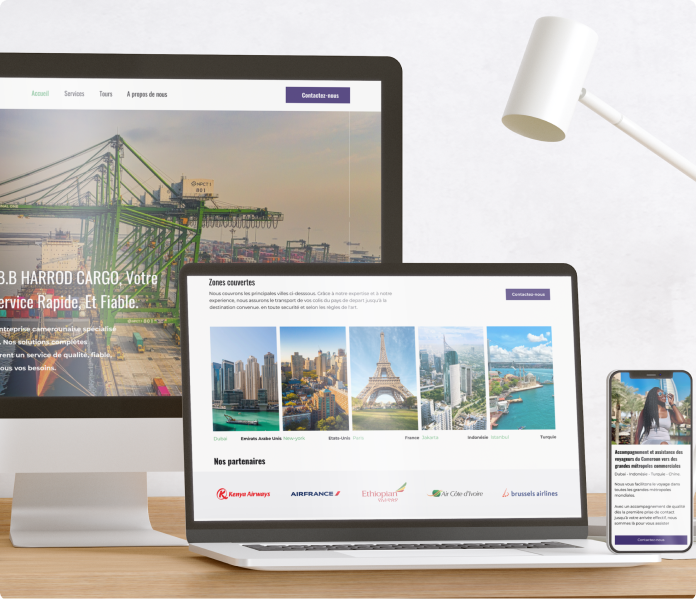 Accueil Services Tours A propos de nous Contactez-nous
B.B HARROD CARGO, Votre
Service Rapide, Et Fiable.
entreprise camerounaise spécialisé
. Nos solutions complètes
rent un service de qualité, fiable,
tous vos besoins.
Zones couvertes
Nous couvrons les principales villes ci-dessous. Grâce à notre expertise et à notre
experience, nous assurons le transport de vos colis du pays de départ jusqu'à la
destination convenue, en toute securité et selon les règles de l'art.
Contactez-nous
Dubaï Emirats Arabe Unis New-york Etats-Unis Paris France Jakarta Indonésie Istanbul Turquie
Nos partenaires
Kenya Airways
AIRFRANCE
Ethiopian
Air Côte d'Ivoire
brussels airlines
Accompagnement et assistance des
voyageurs du Cameroun vers des
grandes métropoles commerciales
Dubaï - Indonésie - Turquie - Chine
Nous vous facilitons le voyage dans
toutes les grandes métropoles
mondiales.
Avec un accompagnement de qualité
dès la première prise de contact
jusqu'à votre arrivée effectif, nous
sommes là pour vous assister
Contactez-nous